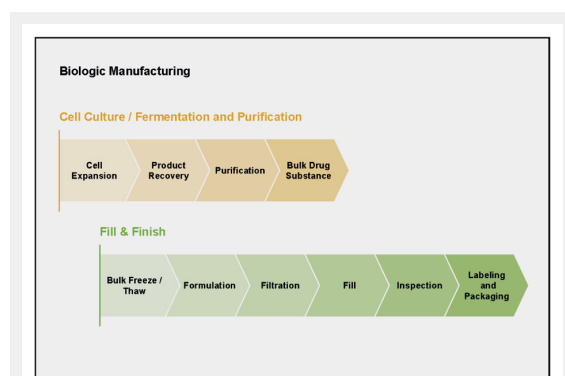 Biologic Manufacturing
Cell Culture / Fermentation and Purification
Cell
Expansion
Product
Recovery
Purification
Bulk Drug
Substance
Fill & Finish
Bulk Freeze /
Thaw
Formulation
Filtration
Fill
Inspection
Labeling
and
Packaging